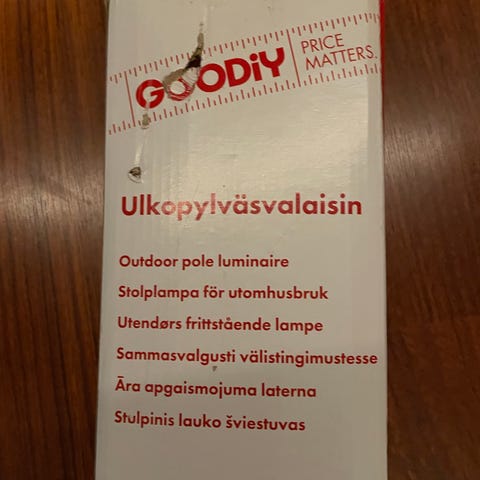 GOODiY
PRICE
MATTERS.
Ulkopylväsvalaisin
Outdoor pole luminaire
Stolplampa för utomhusbruk
Utendørs frittstående lampe
Sammasvalgusti välistingimustesse
Āra apgaismojuma laterna
Stulpinis lauko šviestuvas